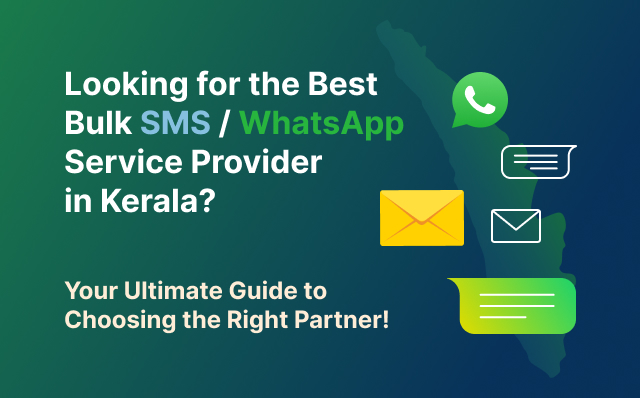 Looking for the Best
Bulk SMS / WhatsApp
Service Provider
in Kerala?
Your Ultimate Guide to
Choosing the Right Partner!